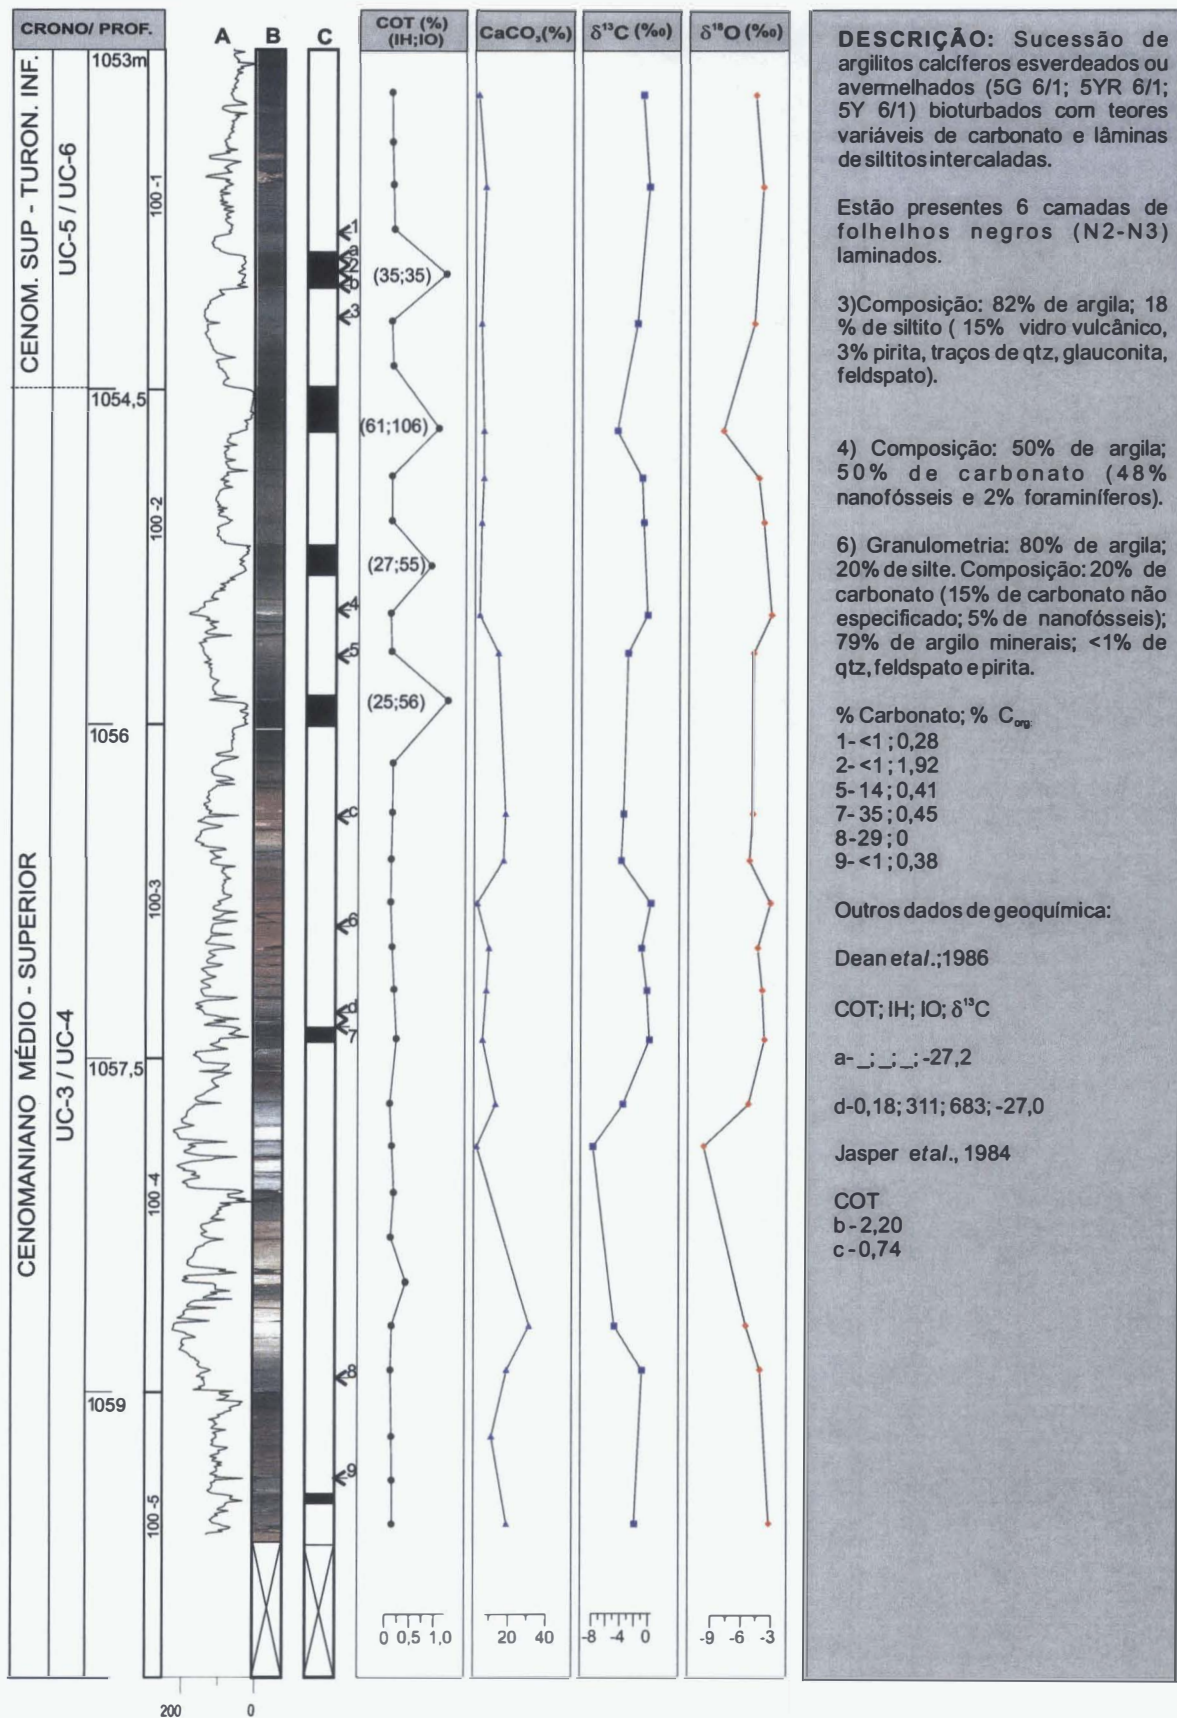 CRONO/ PROF.
A
B
C
COT (%)
(IH;IO)
CaCO₃(%)
δ¹³C (‰)
δ¹⁸O (‰)
CENOM. SUP - TURON. INF.
UC-5 / UC-6
CENOMANIANO MÉDIO - SUPERIOR
UC-3 / UC-4
1053m
1054,5
1056
1057,5
1059
100 -1
100 -2
100 -3
100 -4
100 -5
1
a
2
b
3
4
5
c
6
d
7
8
9
(35;35)
(61;106)
(27;55)
(25;56)
0 0,5 1,0
20 40
-8 -4 0
-9 -6 -3
200 0
DESCRIÇÃO: Sucessão de
argilitos calcíferos esverdeados ou
avermelhados (5G 6/1; 5YR 6/1;
5Y 6/1) bioturbados com teores
variáveis de carbonato e lâminas
de siltitos intercaladas.
Estão presentes 6 camadas de
folhelhos negros (N2-N3)
laminados.
3)Composição: 82% de argila; 18
% de siltito ( 15% vidro vulcânico,
3% pirita, traços de qtz, glauconita,
feldspato).
4) Composição: 50% de argila;
50% de carbonato (48%
nanofósseis e 2% foraminíferos).
6) Granulometria: 80% de argila;
20% de silte. Composição: 20% de
carbonato (15% de carbonato não
especificado; 5% de nanofósseis);
79% de argilo minerais; <1% de
qtz, feldspato e pirita.
% Carbonato; % C org.
1- <1 ; 0,28
2- <1 ; 1,92
5- 14 ; 0,41
7- 35 ; 0,45
8-29 ; 0
9- <1 ; 0,38
Outros dados de geoquímica:
Dean et al.;1986
COT; IH; IO; δ¹³C
a- _; _; _; -27,2
d-0,18; 311; 683; -27,0
Jasper et al., 1984
COT
b - 2,20
c - 0,74